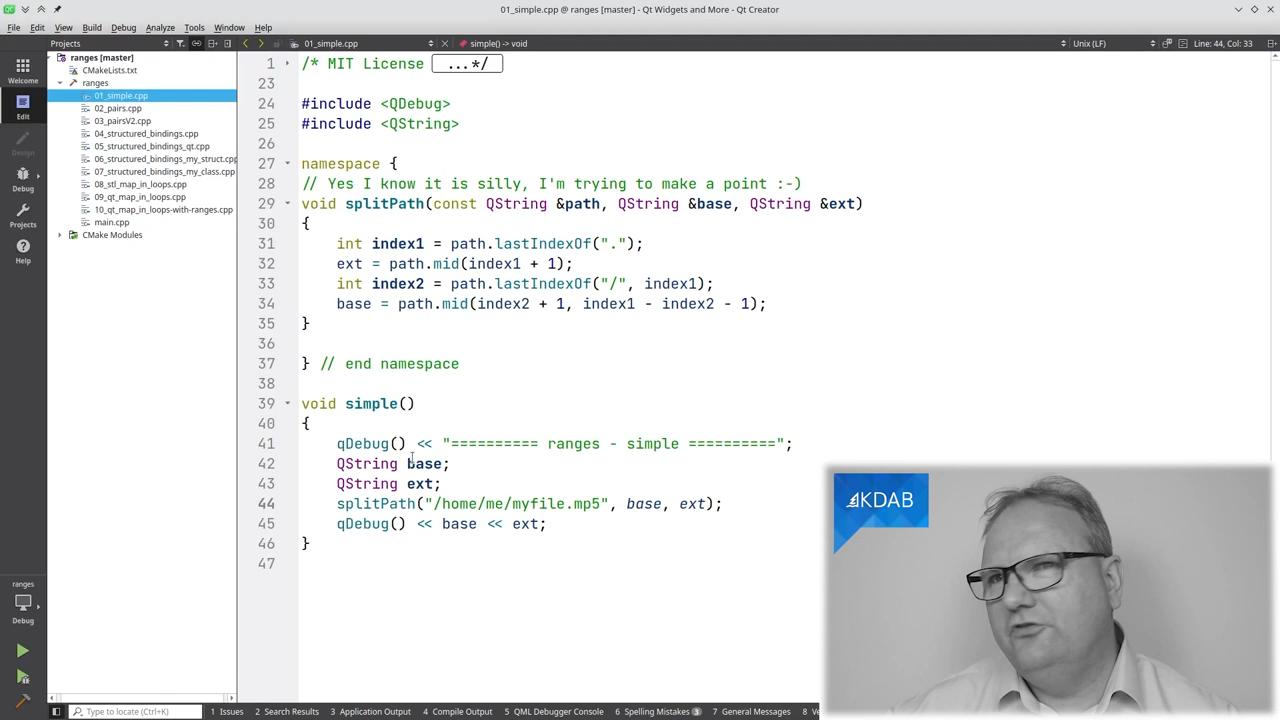 01_simple.cpp @ ranges [master] - Qt Widgets and More - Qt Creator
File Edit View Build Debug Analyze Tools Window Help
Projects
01_simple.cpp
simple() -> void
Unix (LF)
Line: 44, Col: 33
Welcome
Edit
Design
Debug
Projects
Help
ranges
Debug
ranges [master]
CMakeLists.txt
ranges
01_simple.cpp
02_pairs.cpp
03_pairsV2.cpp
04_structured_bindings.cpp
05_structured_bindings_qt.cpp
06_structured_bindings_my_struct.cpp
07_structured_bindings_my_class.cpp
08_stl_map_in_loops.cpp
09_qt_map_in_loops.cpp
10_qt_map_in_loops-with-ranges.cpp
main.cpp
CMake Modules
1 /* MIT License ...*/
23
24 #include <QDebug>
25 #include <QString>
26
27 namespace {
28 // Yes I know it is silly, I'm trying to make a point :-)
29 void splitPath(const QString &path, QString &base, QString &ext)
30 {
31 int index1 = path.lastIndexOf(".");
32 ext = path.mid(index1 + 1);
33 int index2 = path.lastIndexOf("/", index1);
34 base = path.mid(index2 + 1, index1 - index2 - 1);
35 }
36
37 } // end namespace
38
39 void simple()
40 {
41 qDebug() << "========== ranges - simple ==========";
42 QString base;
43 QString ext;
44 splitPath("/home/me/myfile.mp5", base, ext);
45 qDebug() << base << ext;
46 }
47
KDAB
Type to locate (Ctrl+K)
1 Issues
2 Search Results
3 Application Output
4 Compile Output
5 QML Debugger Console
6 Spelling Mistakes 3
7 General Messages
8